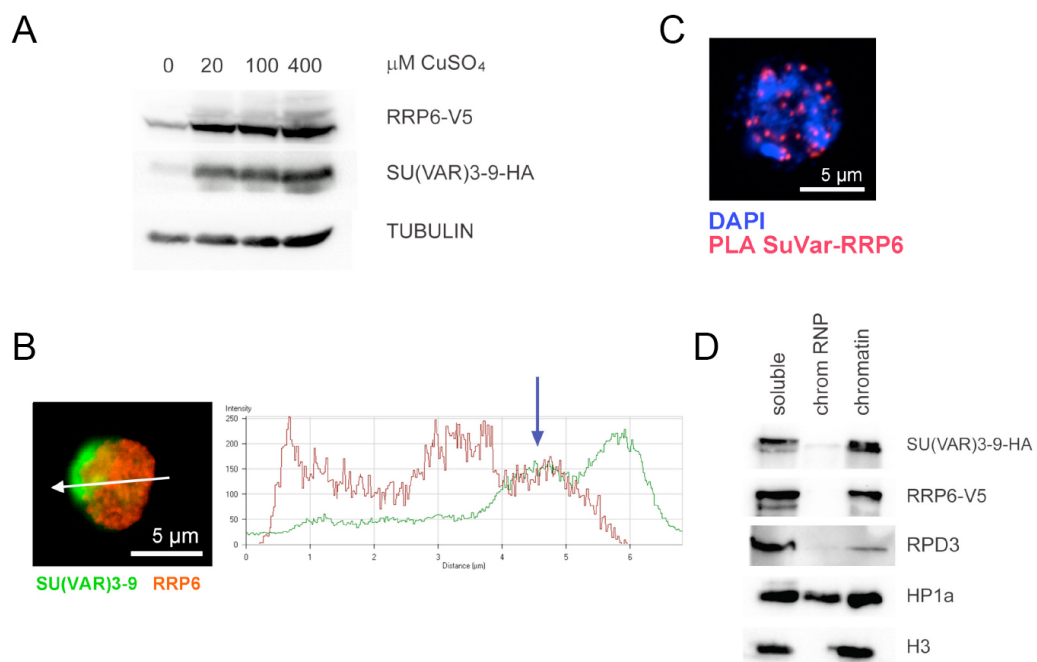 A
0 20 100 400 μM CuSO₄
RRP6-V5
SU(VAR)3-9-HA
TUBULIN
C
5 µm
DAPI
PLA SuVar-RRP6
B
5 µm
SU(VAR)3-9 RRP6
Intensity
250
200
150
100
50
0
0 1 2 3 4 5 6
Distance [µm]
D
soluble
chrom RNP
chromatin
SU(VAR)3-9-HA
RRP6-V5
RPD3
HP1a
H3